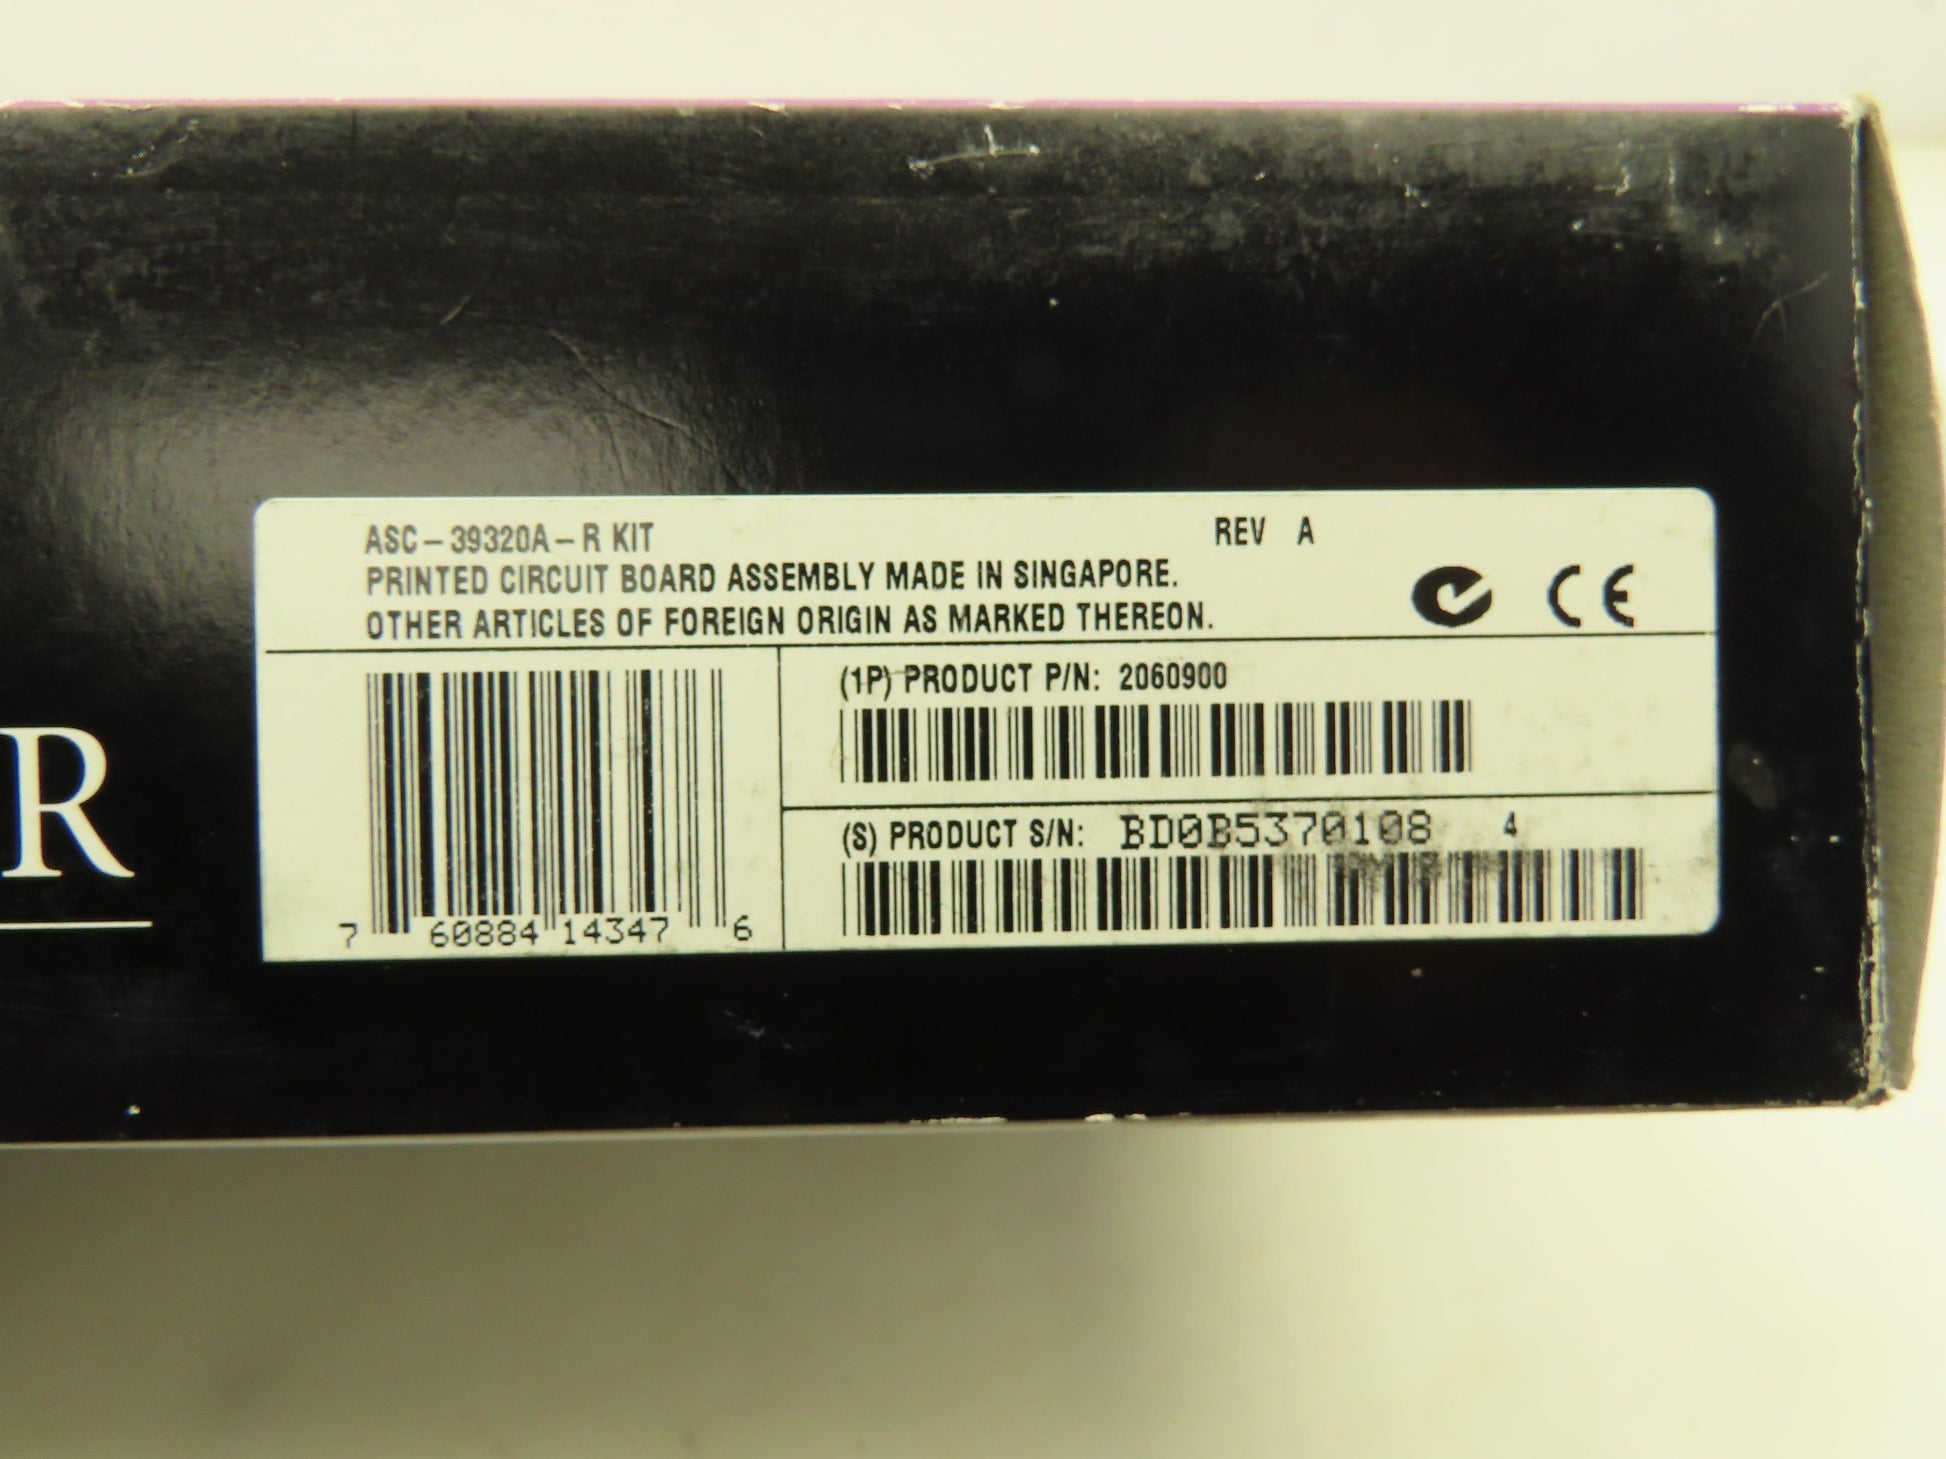 ASC-39320A-R KIT REV A
PRINTED CIRCUIT BOARD ASSEMBLY MADE IN SINGAPORE.
OTHER ARTICLES OF FOREIGN ORIGIN AS MARKED THEREON.
CE
(1P) PRODUCT P/N: 2060900
(S) PRODUCT S/N: BD0B5370108 4
7 60884 14347 6
R